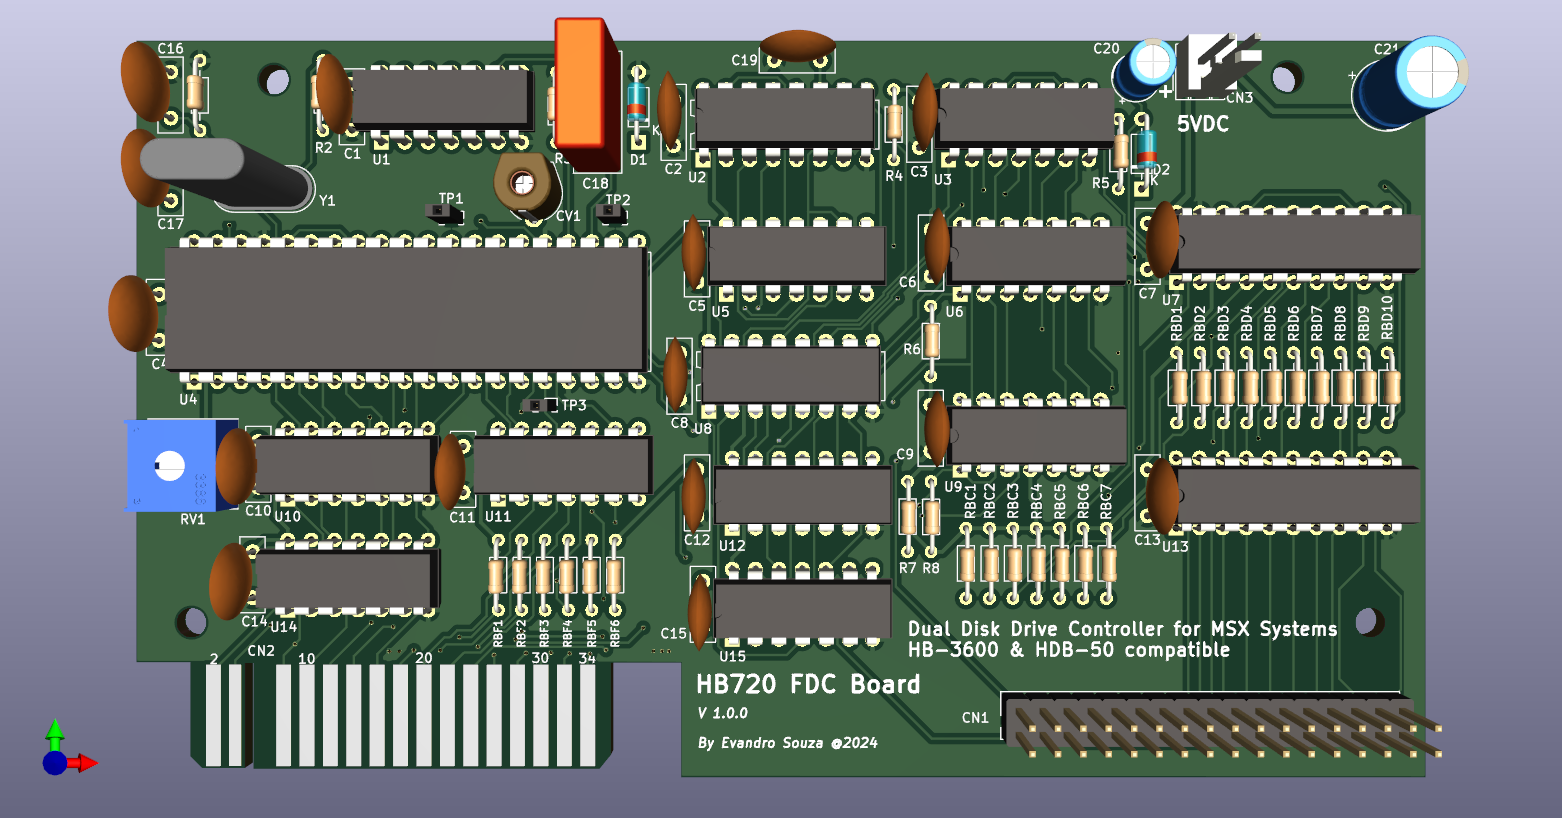 C16
C19
C20
C21
CN3
5VDC
R2
C1
U1
D1
C2
U2
R4
C3
U3
R5
D2
K
C18
TP1
TP2
CV1
Y1
C17
C5
U5
C6
U6
C7
U7
R6
RBD1
RBD2
RBD3
RBD4
RBD5
RBD6
RBD7
RBD8
RBD9
RBD10
U4
TP3
C8
U8
C9
U9
RV1
C10
U10
C11
U11
C12
U12
R7
R8
RBC1
RBC2
RBC3
RBC4
RBC5
RBC6
RBC7
C13
U13
C14
U14
RBF1
RBF2
RBF3
RBF4
RBF5
RBF6
C15
U15
Dual Disk Drive Controller for MSX Systems
HB-3600 & HDB-50 compatible
CN2
2
10
20
30
34
HB720 FDC Board
V 1.0.0
By Evandro Souza @2024
CN1